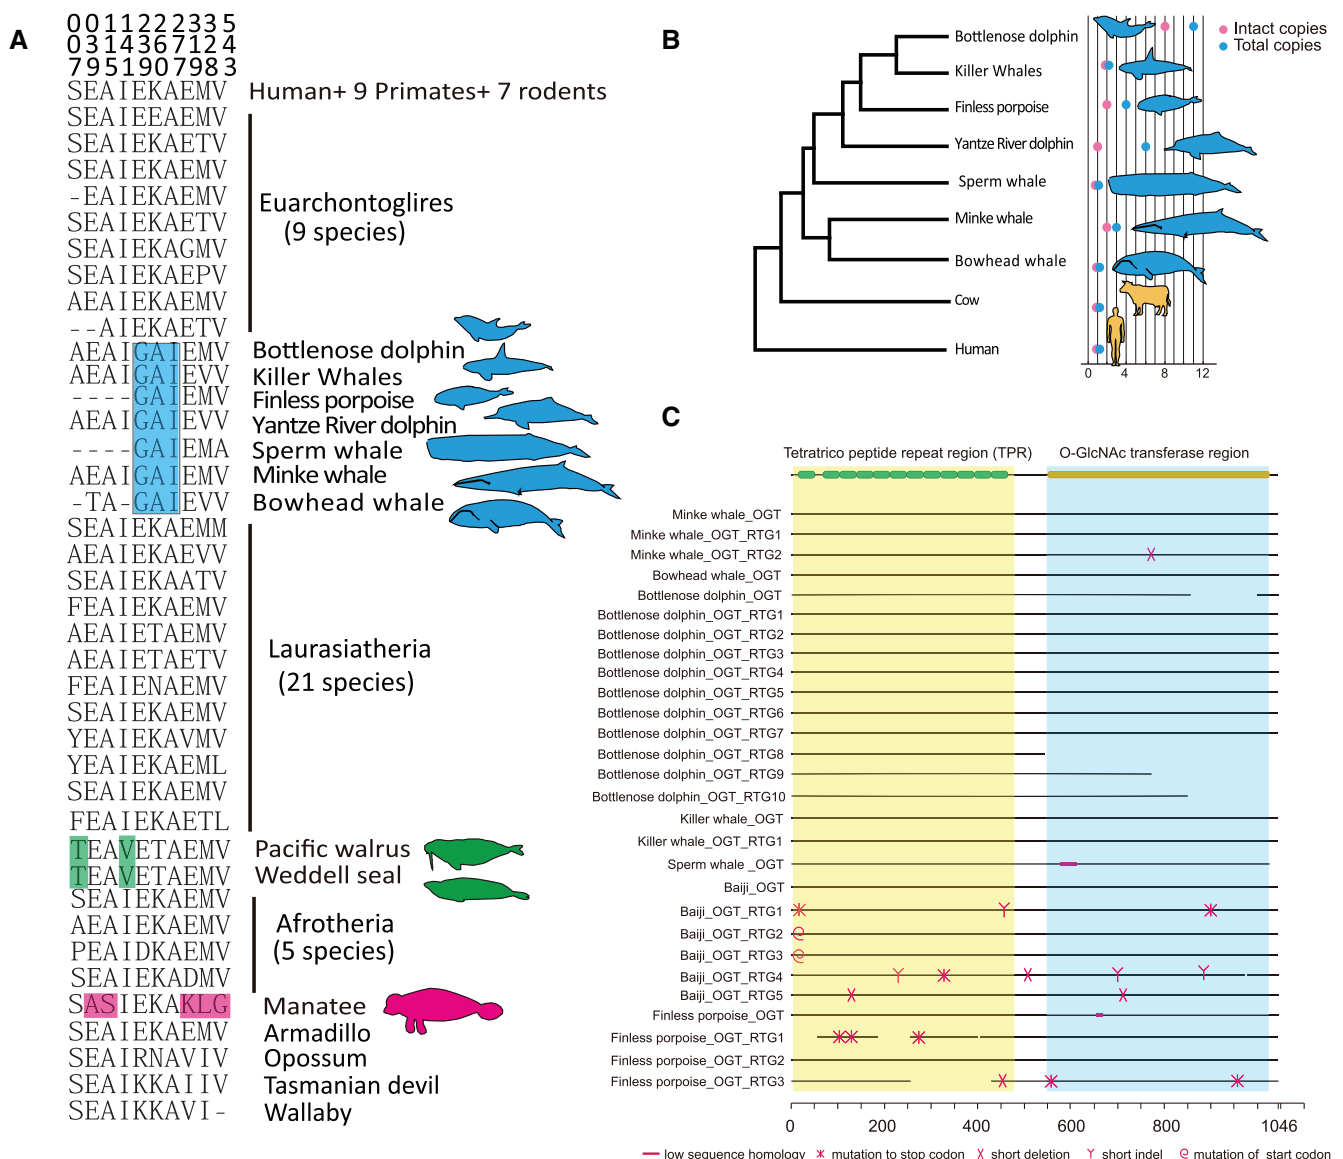 A
0011122 2335
0314367124
7951907983
SEAIEKAEMV Human+ 9 Primates+ 7 rodents
SEAIEEAEMV
SEAIEKAETV
SEAIEKAEMV
-EAIEKAEMV
SEAIEKAETV
SEAIEKAGMV
SEAIEKAEPV
AEAIEKAEMV
--AIEKAETV
Euarchontoglires
(9 species)
AEAIGAIEMV Bottlenose dolphin
AEAIGAIEVV Killer Whales
----GAIEMV Finless porpoise
AEAIGAIEVV Yantze River dolphin
----GAIEMA Sperm whale
AEAIGAIEMV Minke whale
-TA-GAIEVV Bowhead whale
SEAIEKAEMM
AEAIEKAEVV
SEAIEKAATV
FEAIEKAEMV
AEAIETAEMV
AEAIETAETV
FEAIENAEMV
SEAIEKAEMV
YEAIEKAVMV
YEAIEKAEML
SEAIEKAEMV
FEAIEKAETL
Laurasiatheria
(21 species)
TEAVETAEMV Pacific walrus
TEAVETAEMV Weddell seal
SEAIEKAEMV
AEAIEKAEMV
PEAIDKAEMV
SEAIEKADMV
Afrotheria
(5 species)
SASIEKAKLG Manatee
SEAIEKAEMV Armadillo
SEAIRNAVIV Opossum
SEAIKKAIIV Tasmanian devil
SEAIKKAVI- Wallaby
B
Bottlenose dolphin
Killer Whales
Finless porpoise
Yantze River dolphin
Sperm whale
Minke whale
Bowhead whale
Cow
Human
Intact copies
Total copies
0 4 8 12
C
Tetratrico peptide repeat region (TPR) O-GlcNAc transferase region
Minke whale_OGT
Minke whale_OGT_RTG1
Minke whale_OGT_RTG2
Bowhead whale_OGT
Bottlenose dolphin_OGT
Bottlenose dolphin_OGT_RTG1
Bottlenose dolphin_OGT_RTG2
Bottlenose dolphin_OGT_RTG3
Bottlenose dolphin_OGT_RTG4
Bottlenose dolphin_OGT_RTG5
Bottlenose dolphin_OGT_RTG6
Bottlenose dolphin_OGT_RTG7
Bottlenose dolphin_OGT_RTG8
Bottlenose dolphin_OGT_RTG9
Bottlenose dolphin_OGT_RTG10
Killer whale_OGT
Killer whale_OGT_RTG1
Sperm whale _OGT
Baiji_OGT
Baiji_OGT_RTG1
Baiji_OGT_RTG2
Baiji_OGT_RTG3
Baiji_OGT_RTG4
Baiji_OGT_RTG5
Finless porpoise_OGT
Finless porpoise_OGT_RTG1
Finless porpoise_OGT_RTG2
Finless porpoise_OGT_RTG3
0 200 400 600 800 1046
low sequence homology mutation to stop codon short deletion short indel mutation of start codon